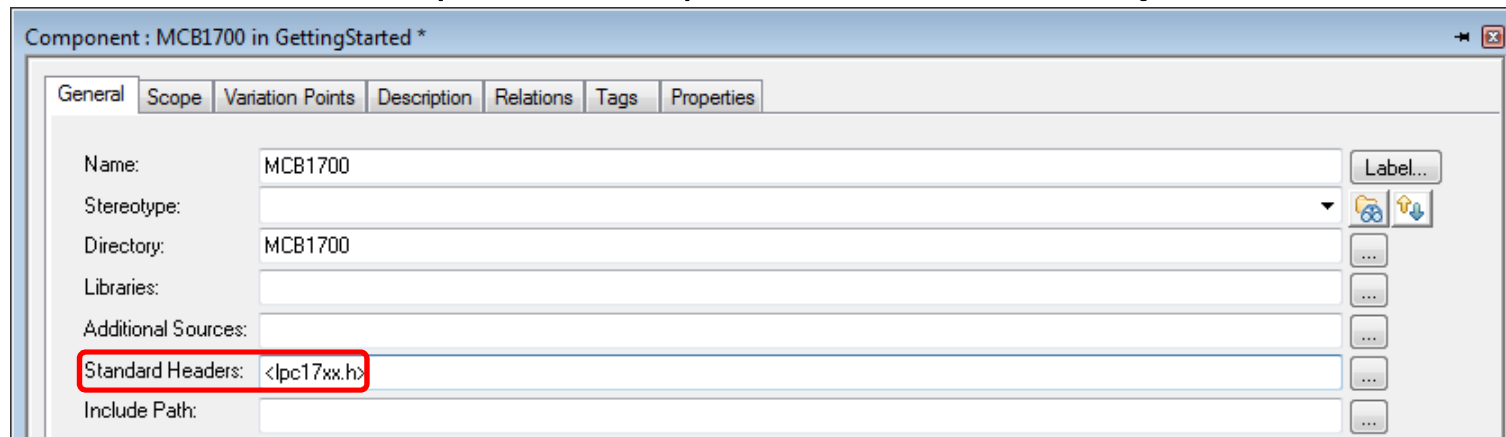 Component : MCB1700 in GettingStarted *
General Scope Variation Points Description Relations Tags Properties
Name: MCB1700 Label...
Stereotype:
Directory: MCB1700 ...
Libraries: ...
Additional Sources: ...
Standard Headers: <lpc17xx.h> ...
Include Path: ...